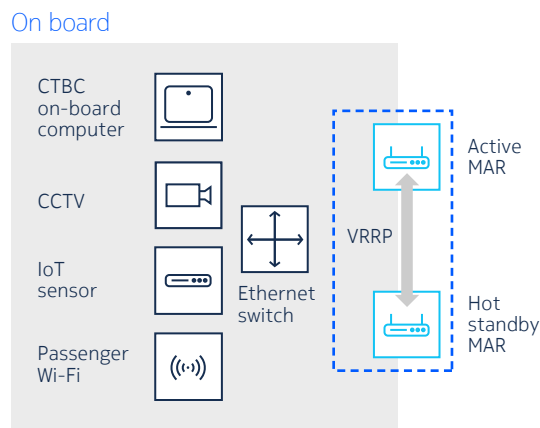 On board
CTBC
on-board
computer
CCTV
IoT
sensor
Passenger
Wi-Fi
Ethernet
switch
VRRP
Active
MAR
Hot
standby
MAR